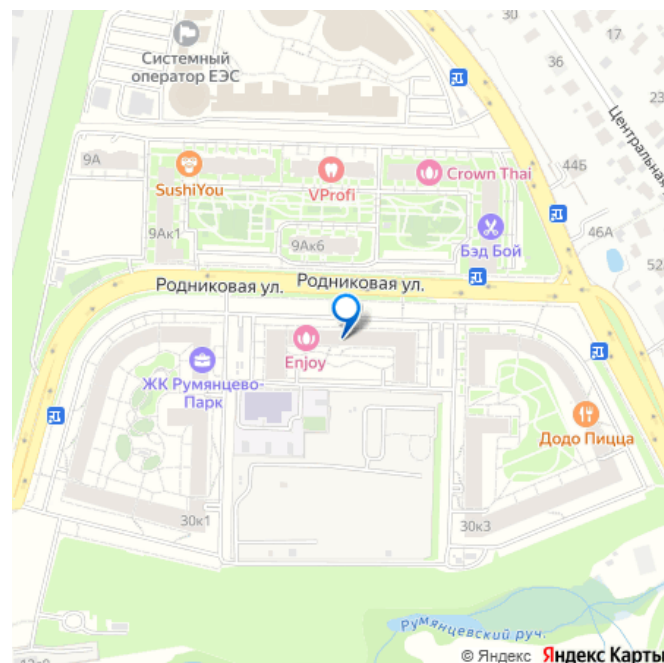 30
Системный
оператор ЕЭС
36
23
Центральная
9А
SushiYou
VProfi
Crown Thai
44Б
9Ак1
9Ак6
Бэд Бой
46А
52
Родниковая ул.
Родниковая ул.
Enjoy
ЖК Румянцево-
Парк
Додо Пицца
30к1
30к3
Румянцевский руч.
© Яндекс Яндекс Карты